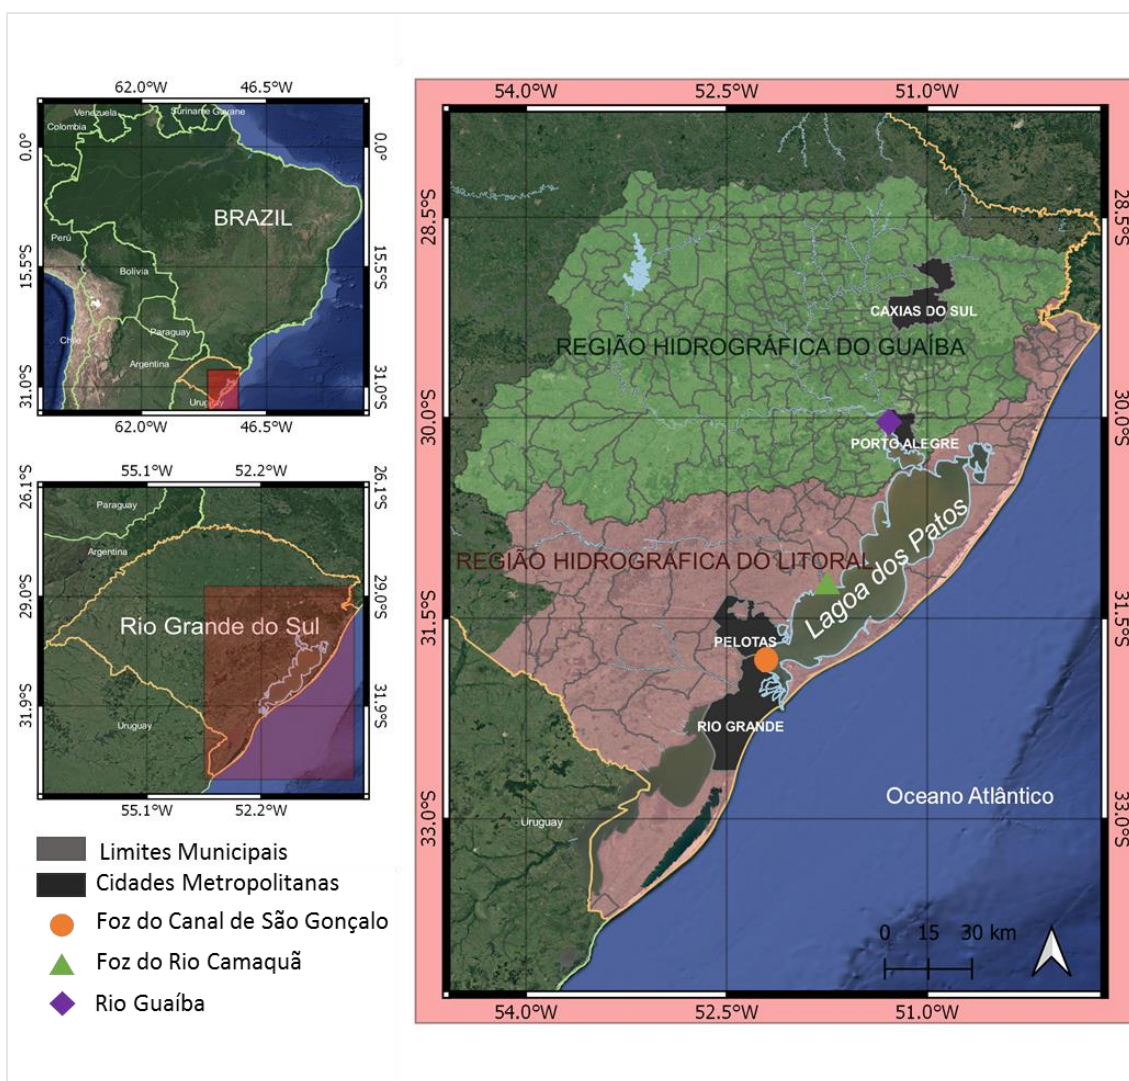 62.0°W 46.5°W
Venezuela Suriname Guyane
Colombia
0.0° 0.0°
BRAZIL
Perú
15.5°S 15.5°S
Bolivia
Paraguay
Chile
Argentina
31.0°S 31.0°S
Uruguay
62.0°W 46.5°W
55.1°W 52.2°W
26.1°S 26.1°S
Paraguay
Argentina
29.0°S 29.0°S
Rio Grande do Sul
31.9°S 31.9°S
Uruguay
55.1°W 52.2°W
Limites Municipais
Cidades Metropolitanas
Foz do Canal de São Gonçalo
Foz do Rio Camaquã
Rio Guaíba
54.0°W 52.5°W 51.0°W
28.5°S 28.5°S
CAXIAS DO SUL
REGIÃO HIDROGRÁFICA DO GUAÍBA
30.0°S 30.0°S
PORTO ALEGRE
REGIÃO HIDROGRÁFICA DO LITORAL
Lagoa dos Patos
31.5°S 31.5°S
PELOTAS
RIO GRANDE
Oceano Atlântico
33.0°S 33.0°S
Uruguay
0 15 30 km
54.0°W 52.5°W 51.0°W